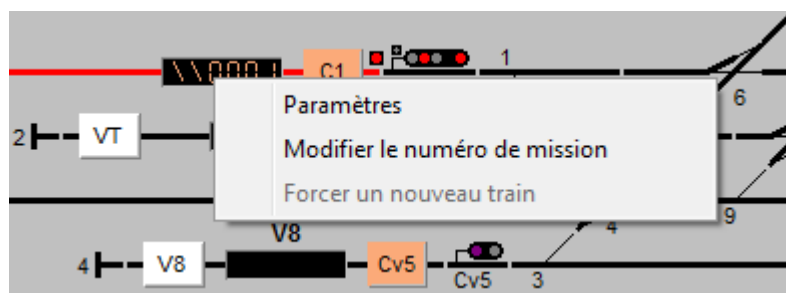 \\0001
C1
1
Paramètres
6
2
VT
Modifier le numéro de mission
Forcer un nouveau train
9
V8
4
4
V8
Cv5
Cv5
3